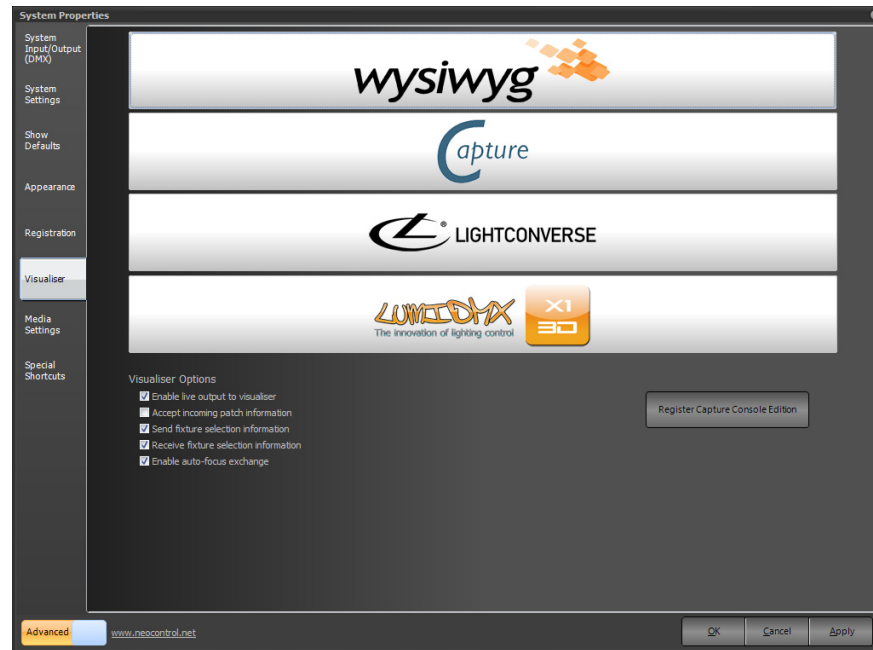 System Properties
System
Input/Output
(DMX)
System
Settings
Show
Defaults
Appearance
Registration
Visualiser
Media
Settings
Special
Shortcuts
wysiwyg
Capture
® LIGHTCONVERSE
LUMIDMX
The innovation of lighting control
X1
3D
Visualiser Options
Enable live output to visualiser
Accept incoming patch information
Send fixture selection information
Receive fixture selection information
Enable auto-focus exchange
Register Capture Console Edition
Advanced
www.neocontrol.net
OK
Cancel
Apply